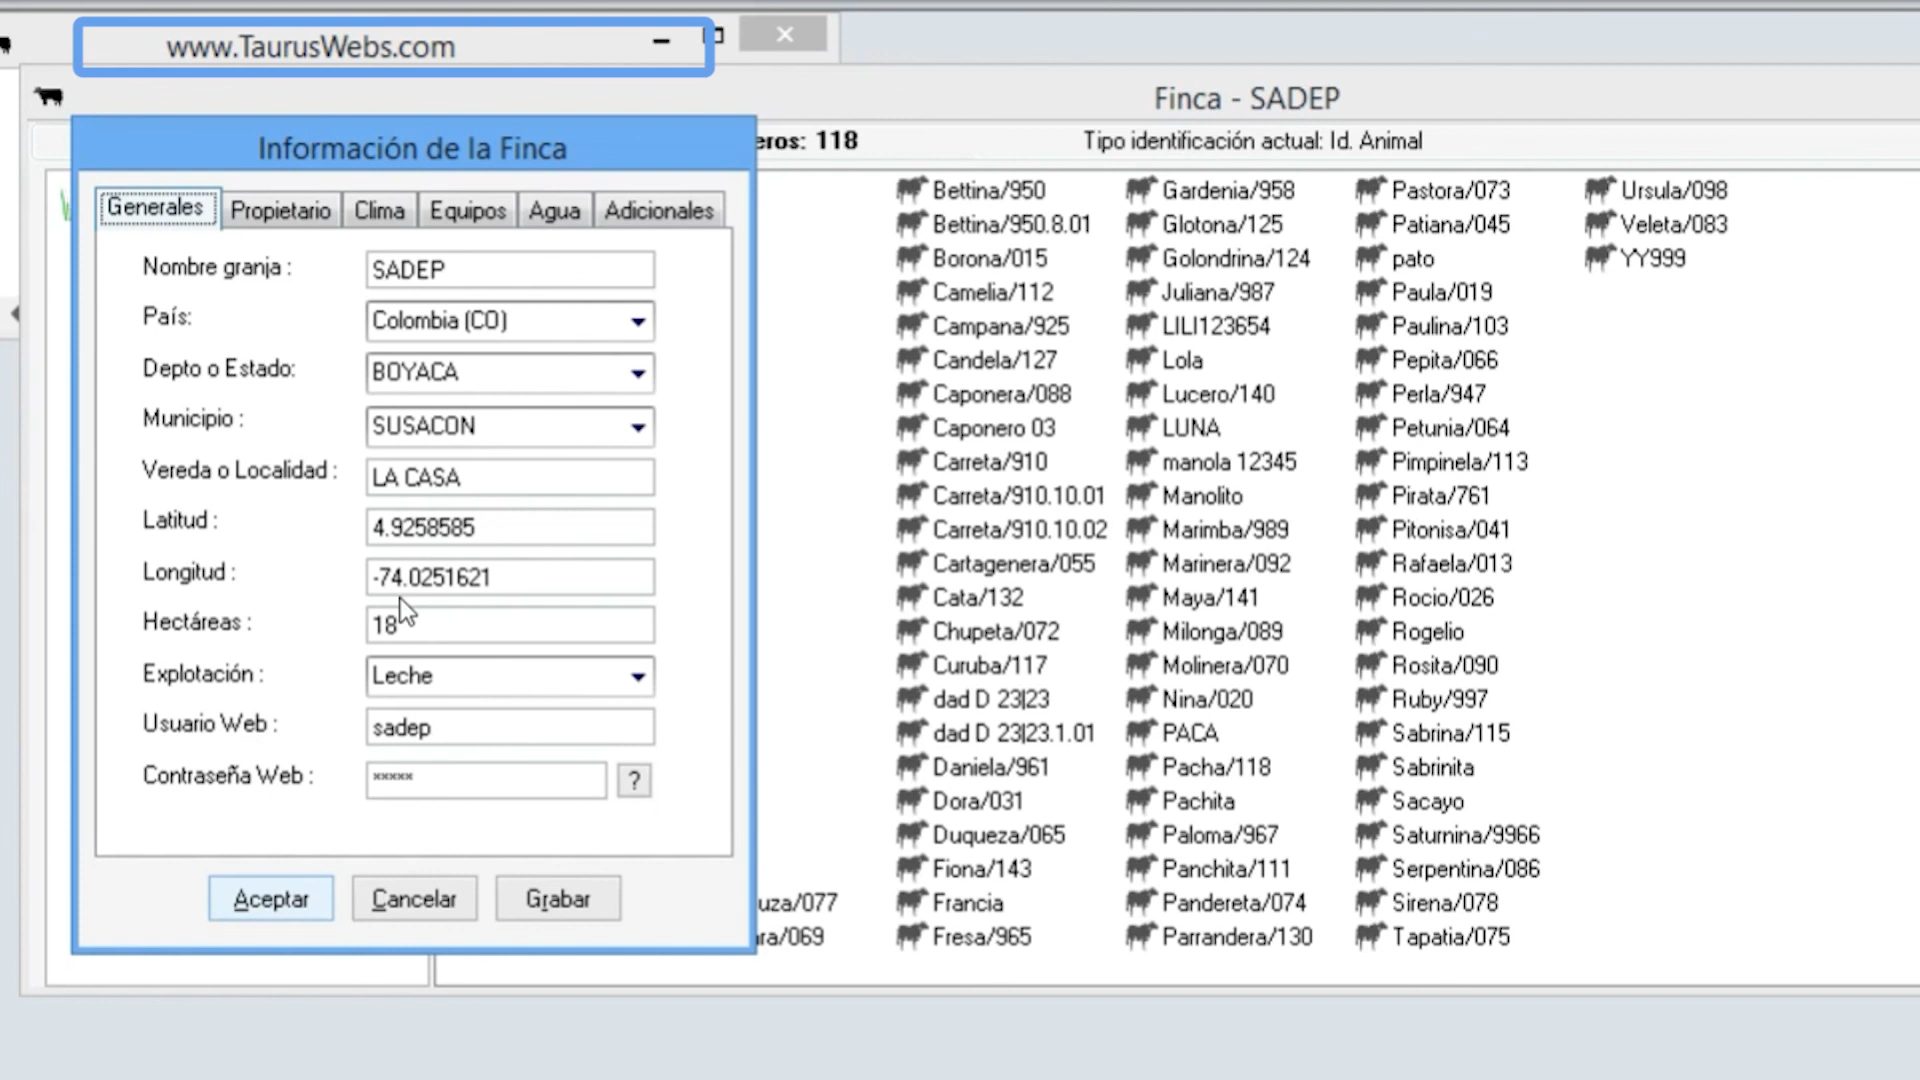 www.TaurusWebs.com
Finca - SADEP
Información de la Finca
118
Tipo identificación actual: Id. Animal
Generales
Propietario
Clima
Equipos
Agua
Adicionales
Nombre granja :
SADEP
País:
Colombia (CO)
Depto o Estado:
BOYACA
Municipio :
SUSACON
Vereda o Localidad :
LA CASA
Latitud :
4.9258585
Longitud :
-74.0251621
Hectáreas :
18
Explotación :
Leche
Usuario Web :
sadep
Contraseña Web :
*****
?
Aceptar
Cancelar
Grabar
Bettina/950
Bettina/950.8.01
Borona/015
Camelia/112
Campana/925
Candela/127
Caponera/088
Caponero 03
Carreta/910
Carreta/910.10.01
Carreta/910.10.02
Cartagenera/055
Cata/132
Chupeta/072
Curuba/117
dad D 23|23
dad D 23|23.1.01
Daniela/961
Dora/031
Duqueza/065
Fiona/143
Francia
Fresa/965
Gardenia/958
Glotona/125
Golondrina/124
Juliana/987
LILI123654
Lola
Lucero/140
LUNA
manola 12345
Manolito
Marimba/989
Marinera/092
Maya/141
Milonga/089
Molinera/070
Nina/020
PACA
Pacha/118
Pachita
Paloma/967
Panchita/111
Pandereta/074
Parrandera/130
Pastora/073
Patiana/045
pato
Paula/019
Paulina/103
Pepita/066
Perla/947
Petunia/064
Pimpinela/113
Pirata/761
Pitonisa/041
Rafaela/013
Rocio/026
Rogelio
Rosita/090
Ruby/997
Sabrina/115
Sabrinita
Sacayo
Saturnina/9966
Serpentina/086
Sirena/078
Tapatia/075
Ursula/098
Veleta/083
YY999